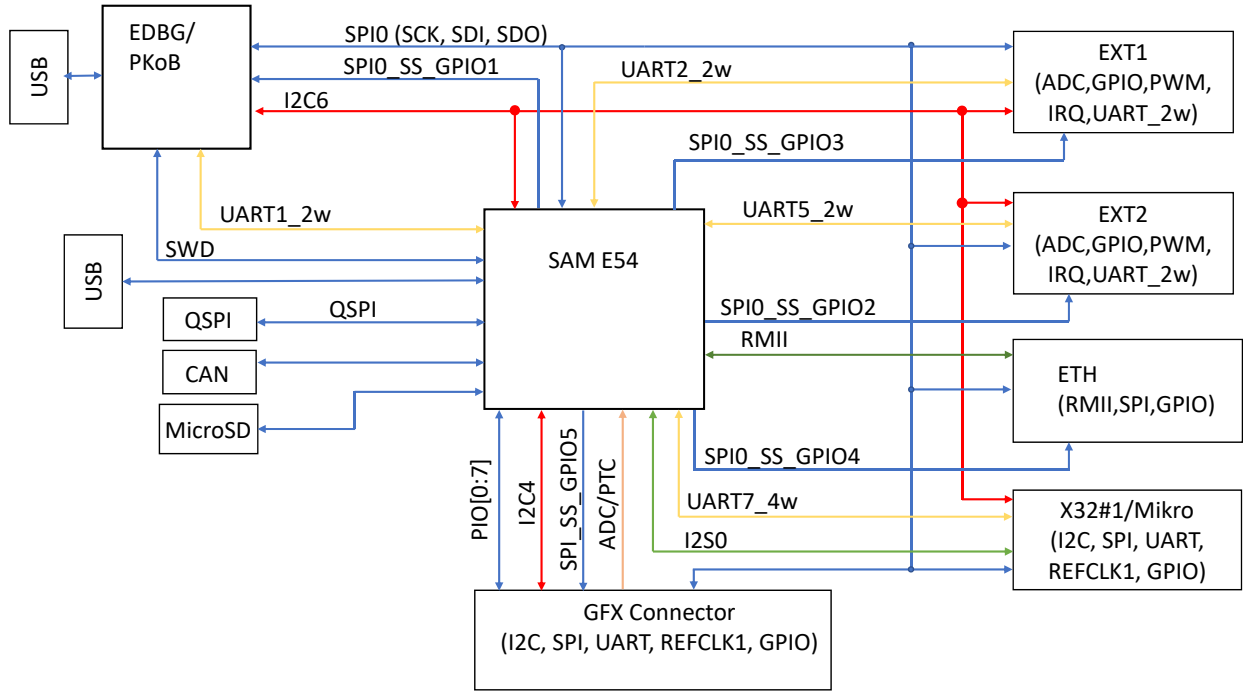 EDBG/
PKoB
USB
SPI0 (SCK, SDI, SDO)
SPI0_SS_GPIO1
I2C6
UART2_2w
EXT1
(ADC,GPIO,PWM,
IRQ,UART_2w)
SPI0_SS_GPIO3
UART1_2w
SWD
USB
SAM E54
UART5_2w
EXT2
(ADC,GPIO,PWM,
IRQ,UART_2w)
QSPI
QSPI
SPI0_SS_GPIO2
RMII
CAN
ETH
(RMII,SPI,GPIO)
MicroSD
SPI0_SS_GPIO4
PIO[0:7]
I2C4
SPI_SS_GPIO5
ADC/PTC
UART7_4w
I2S0
X32#1/Mikro
(I2C, SPI, UART,
REFCLK1, GPIO)
GFX Connector
(I2C, SPI, UART, REFCLK1, GPIO)